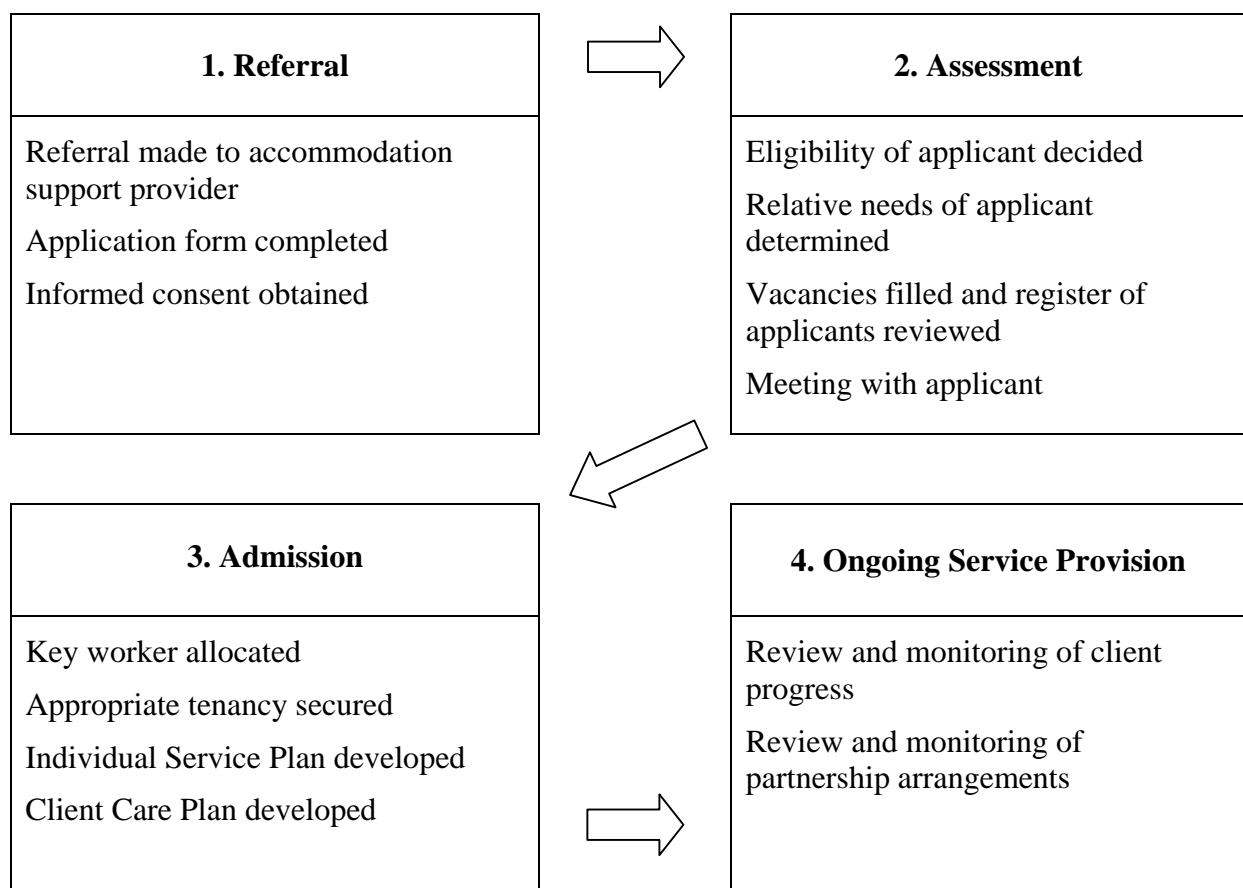 1. Referral
Referral made to accommodation
support provider
Application form completed
Informed consent obtained
2. Assessment
Eligibility of applicant decided
Relative needs of applicant
determined
Vacancies filled and register of
applicants reviewed
Meeting with applicant
3. Admission
Key worker allocated
Appropriate tenancy secured
Individual Service Plan developed
Client Care Plan developed
4. Ongoing Service Provision
Review and monitoring of client
progress
Review and monitoring of
partnership arrangements